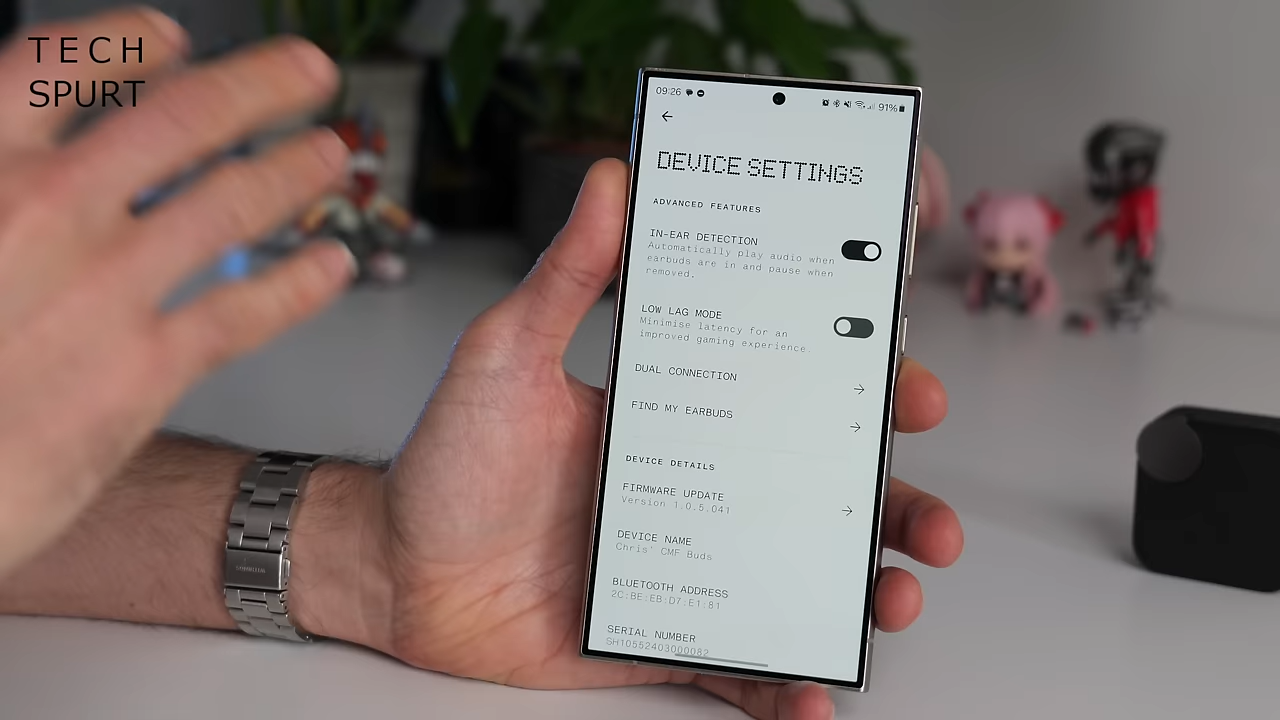 TECH
SPURT
09:26
91%
DEVICE SETTINGS
ADVANCED FEATURES
IN-EAR DETECTION
Automatically play audio when
earbuds are in and pause when
removed.
LOW LAG MODE
Minimise latency for an
improved gaming experience.
DUAL CONNECTION
FIND MY EARBUDS
DEVICE DETAILS
FIRMWARE UPDATE
Version 1.0.5.041
DEVICE NAME
Chris' CMF Buds
BLUETOOTH ADDRESS
2C:BE:EB:D7:E1:81
SERIAL NUMBER
SH10552403000082